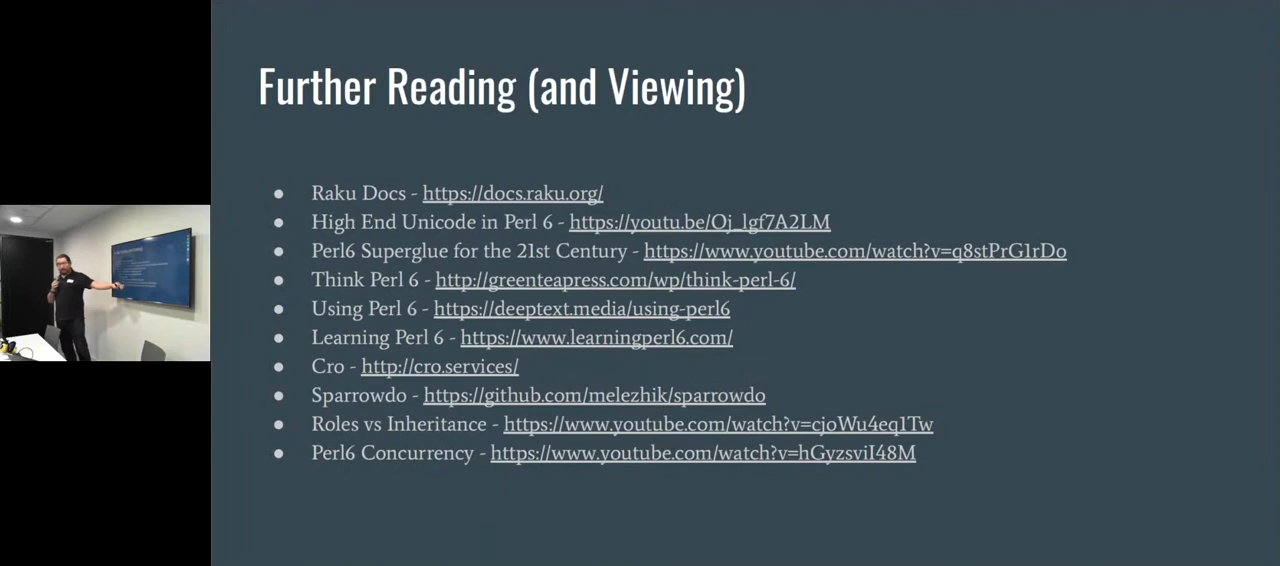 Further Reading (and Viewing)
● Raku Docs - https://docs.raku.org/
● High End Unicode in Perl 6 - https://youtu.be/Oj_lgf7A2LM
● Perl6 Superglue for the 21st Century - https://www.youtube.com/watch?v=q8stPrG1rDo
● Think Perl 6 - http://greenteapress.com/wp/think-perl-6/
● Using Perl 6 - https://deeptext.media/using-perl6
● Learning Perl 6 - https://www.learningperl6.com/
● Cro - http://cro.services/
● Sparrowdo - https://github.com/melezhik/sparrowdo
● Roles vs Inheritance - https://www.youtube.com/watch?v=cjoWu4eq1Tw
● Perl6 Concurrency - https://www.youtube.com/watch?v=hGyzsviI48M